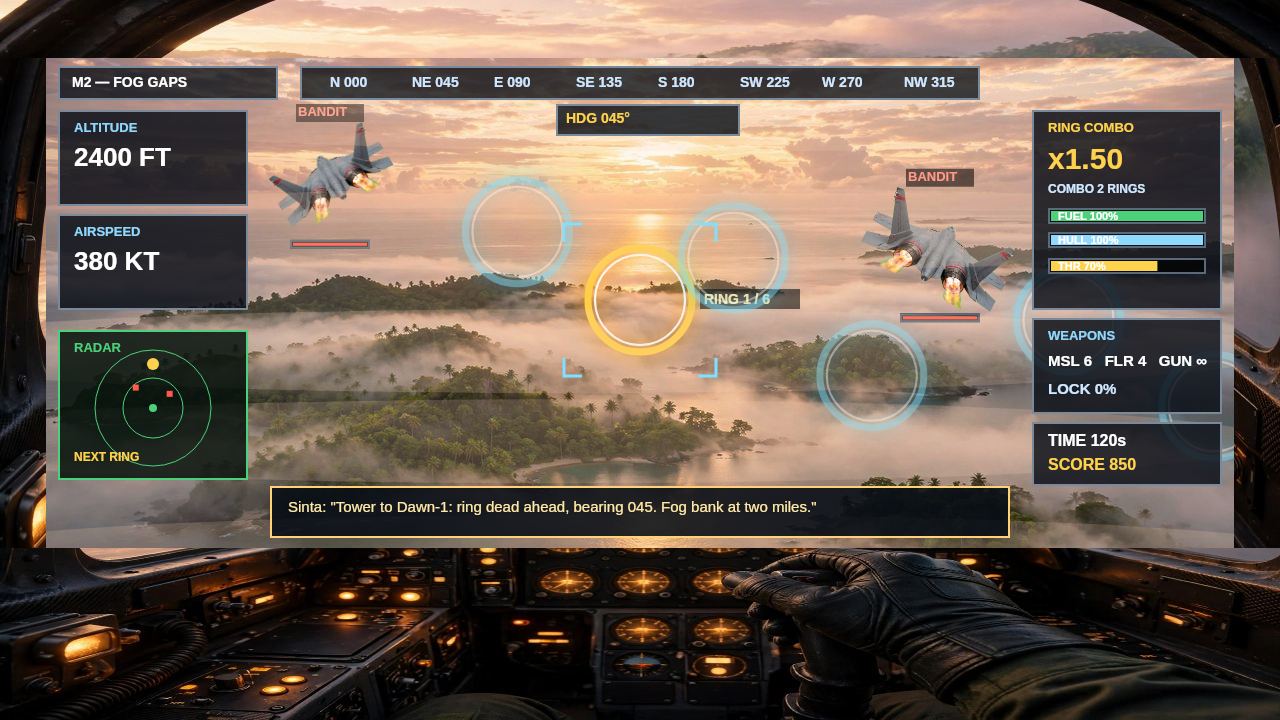 M2 — FOG GAPS
N 000 NE 045 E 090 SE 135 S 180 SW 225 W 270 NW 315
HDG 045°
ALTITUDE
2400 FT
AIRSPEED
380 KT
RADAR
NEXT RING
BANDIT
BANDIT
RING 1 / 6
RING COMBO
x1.50
COMBO 2 RINGS
FUEL 100%
HULL 100%
THR 70%
WEAPONS
MSL 6 FLR 4 GUN ∞
LOCK 0%
TIME 120s
SCORE 850
Sinta: "Tower to Dawn-1: ring dead ahead, bearing 045. Fog bank at two miles."